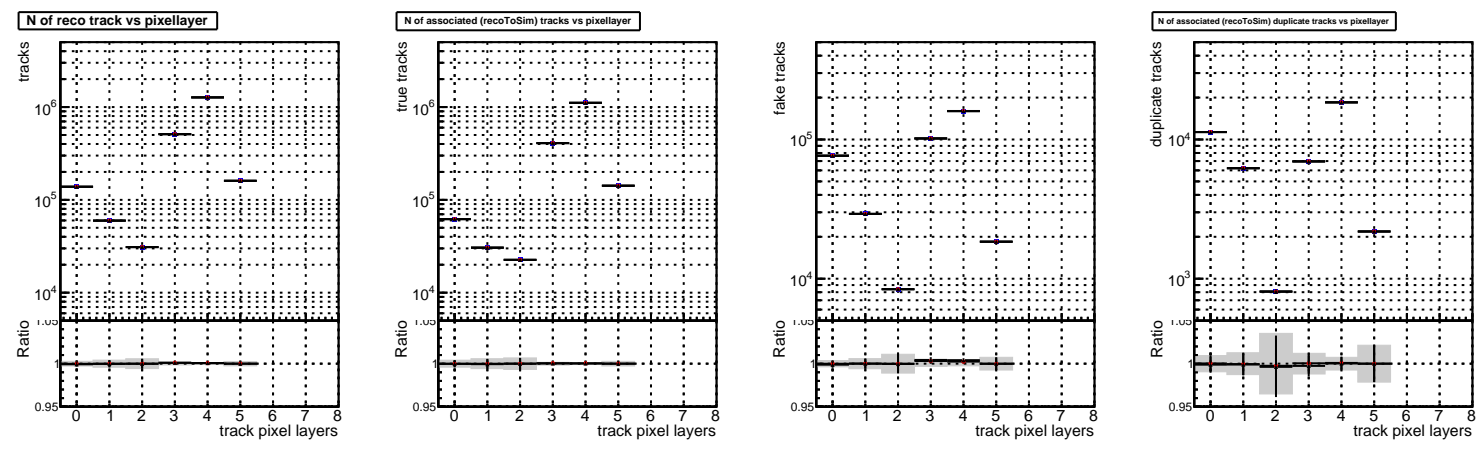 N of reco track vs pixellayer
tracks
10^6
10^5
10^4
Ratio
1.05
1
0.95
0 1 2 3 4 5 6 7 8
track pixel layers
N of associated (recoToSim) tracks vs pixellayer
true tracks
10^6
10^5
10^4
Ratio
1.05
1
0.95
0 1 2 3 4 5 6 7 8
track pixel layers
fake tracks
10^5
10^4
Ratio
1.05
1
0.95
0 1 2 3 4 5 6 7 8
track pixel layers
N of associated (recoToSim) duplicate tracks vs pixellayer
duplicate tracks
10^4
10^3
Ratio
1.05
1
0.95
0 1 2 3 4 5 6 7 8
track pixel layers